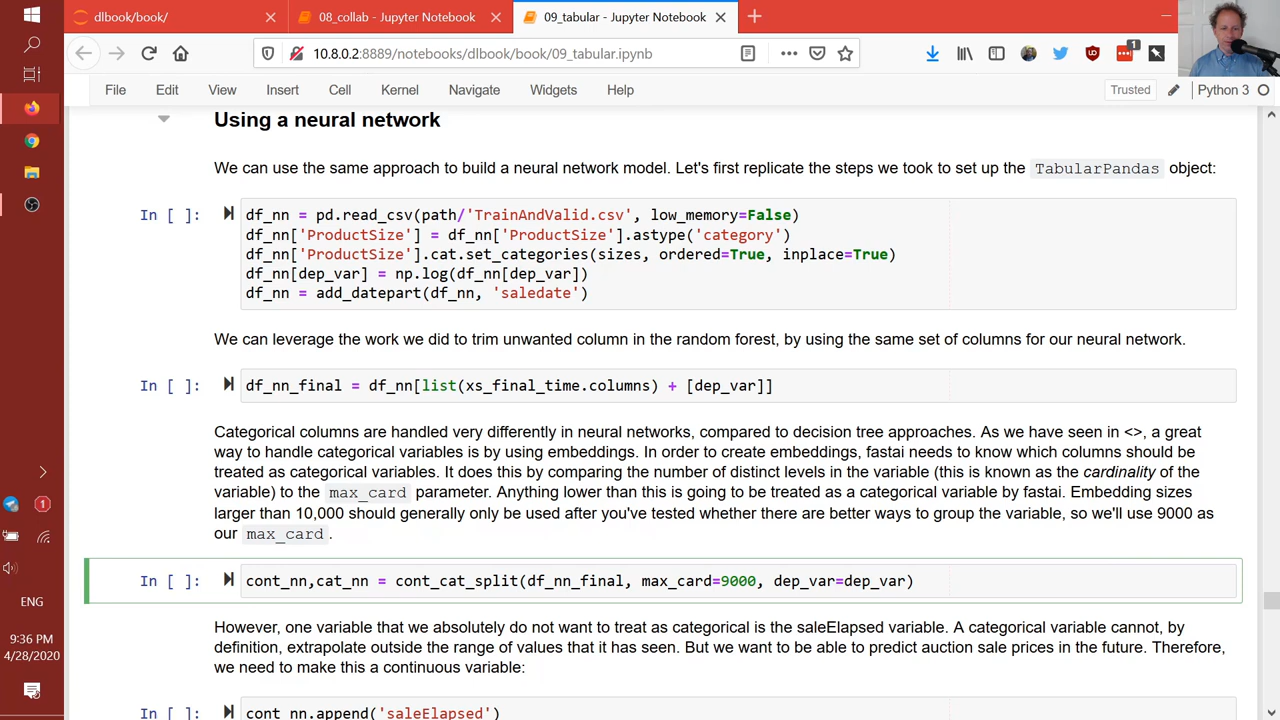 dlbook/book/
08_collab - Jupyter Notebook
09_tabular - Jupyter Notebook
10.8.0.2:8889/notebooks/dlbook/book/09_tabular.ipynb
1
File Edit View Insert Cell Kernel Navigate Widgets Help
Trusted
Python 3
Using a neural network
We can use the same approach to build a neural network model. Let's first replicate the steps we took to set up the TabularPandas object:
In [ ]:
df_nn = pd.read_csv(path/'TrainAndValid.csv', low_memory=False)
df_nn['ProductSize'] = df_nn['ProductSize'].astype('category')
df_nn['ProductSize'].cat.set_categories(sizes, ordered=True, inplace=True)
df_nn[dep_var] = np.log(df_nn[dep_var])
df_nn = add_datepart(df_nn, 'saledate')
We can leverage the work we did to trim unwanted column in the random forest, by using the same set of columns for our neural network.
In [ ]:
df_nn_final = df_nn[list(xs_final_time.columns) + [dep_var]]
Categorical columns are handled very differently in neural networks, compared to decision tree approaches. As we have seen in <>, a great
way to handle categorical variables is by using embeddings. In order to create embeddings, fastai needs to know which columns should be
treated as categorical variables. It does this by comparing the number of distinct levels in the variable (this is known as the cardinality of the
variable) to the max_card parameter. Anything lower than this is going to be treated as a categorical variable by fastai. Embedding sizes
larger than 10,000 should generally only be used after you've tested whether there are better ways to group the variable, so we'll use 9000 as
our max_card.
In [ ]:
cont_nn,cat_nn = cont_cat_split(df_nn_final, max_card=9000, dep_var=dep_var)
However, one variable that we absolutely do not want to treat as categorical is the saleElapsed variable. A categorical variable cannot, by
definition, extrapolate outside the range of values that it has seen. But we want to be able to predict auction sale prices in the future. Therefore,
we need to make this a continuous variable:
In [ ]:
cont_nn.append('saleElapsed')
1
ENG
9:36 PM
4/28/2020